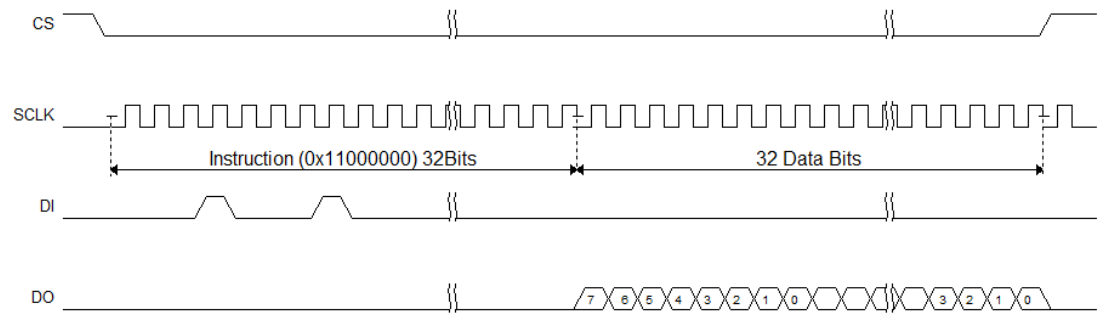 CS
SCLK
Instruction (0x11000000) 32Bits
32 Data Bits
DI
DO
7 6 5 4 3 2 1 0 3 2 1 0